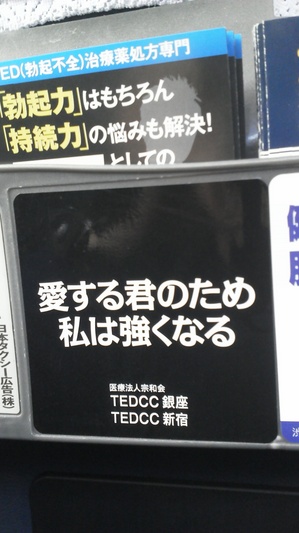 ED(勃起不全)治療薬処方専門
「勃起力」はもちろん
「持続力」の悩みも解決!
としての
愛する君のため
私は強くなる
医療法人宗和会
TEDCC 銀座
TEDCC 新宿
日本タクシー広告(株)